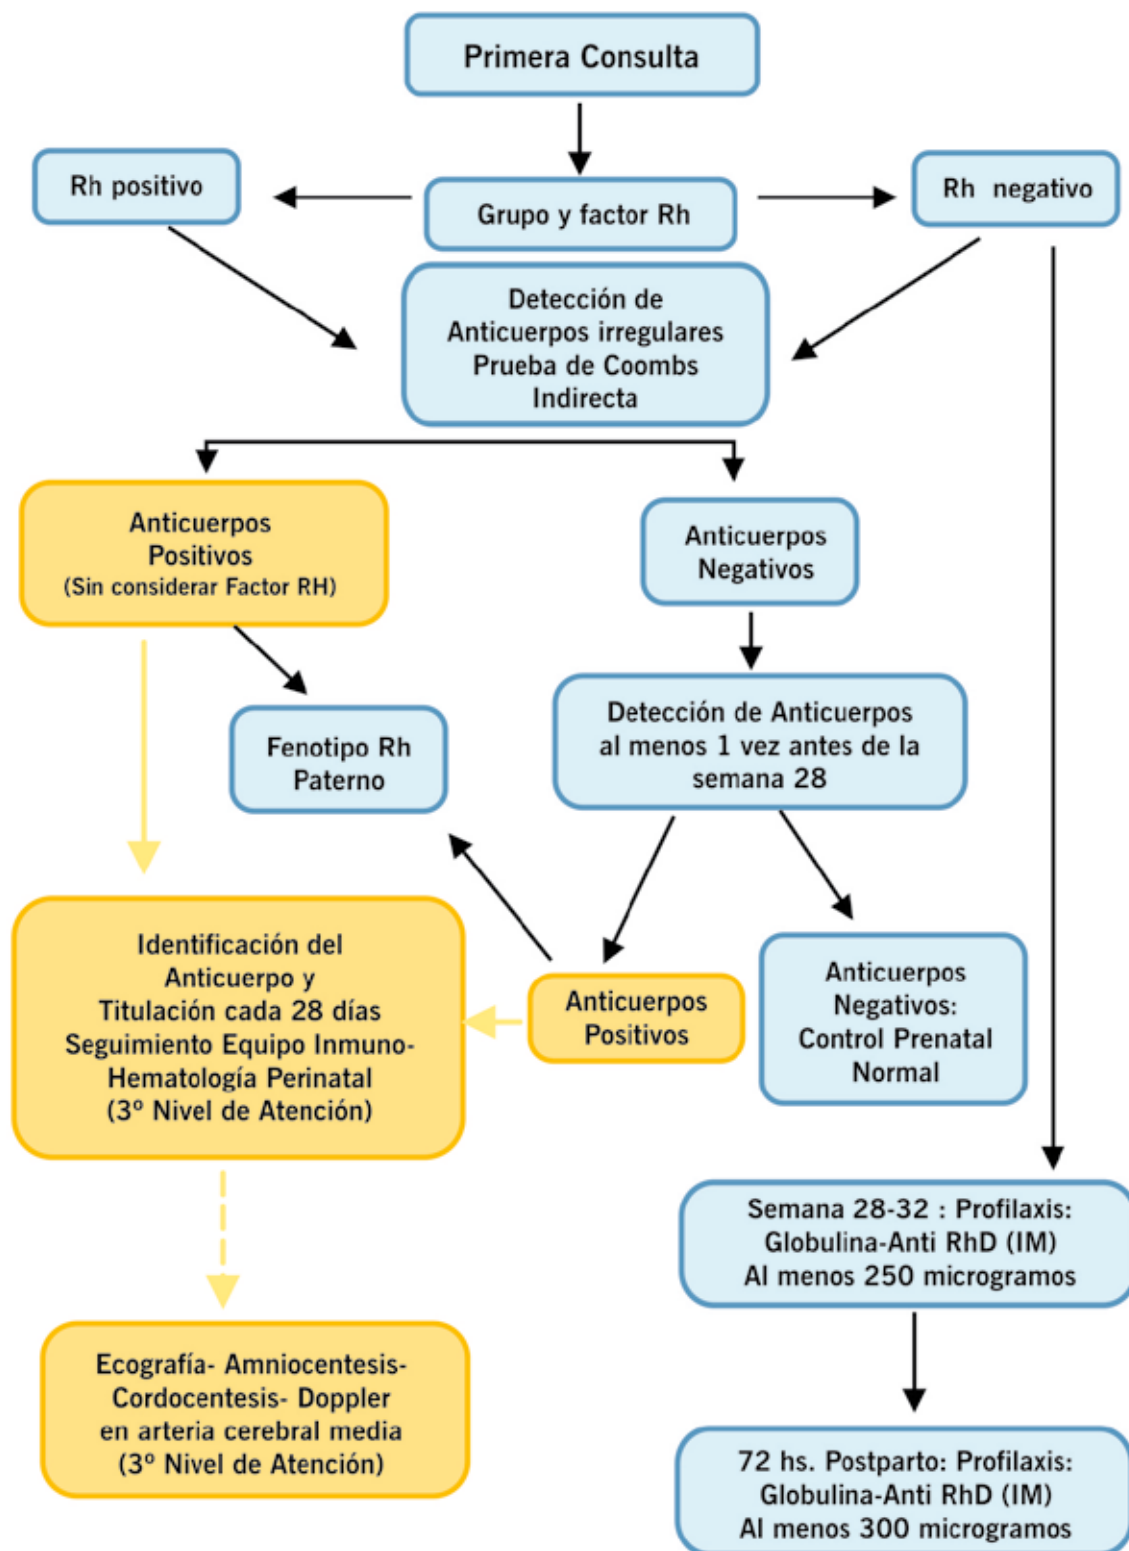 Primera Consulta
Rh positivo
Grupo y factor Rh
Rh negativo
Detección de
Anticuerpos irregulares
Prueba de Coombs
Indirecta
Anticuerpos
Positivos
(Sin considerar Factor RH)
Anticuerpos
Negativos
Fenotipo Rh
Paterno
Detección de Anticuerpos
al menos 1 vez antes de la
semana 28
Identificación del
Anticuerpo y
Titulación cada 28 días
Seguimiento Equipo Inmuno-
Hematología Perinatal
(3º Nivel de Atención)
Anticuerpos
Positivos
Anticuerpos
Negativos:
Control Prenatal
Normal
Semana 28-32 : Profilaxis:
Globulina-Anti RhD (IM)
Al menos 250 microgramos
Ecografía- Amniocentesis-
Cordocentesis- Doppler
en arteria cerebral media
(3º Nivel de Atención)
72 hs. Postparto: Profilaxis:
Globulina-Anti RhD (IM)
Al menos 300 microgramos